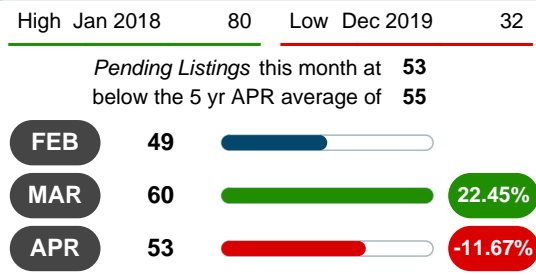 High Jan 2018 80 Low Dec 2019 32
Pending Listings this month at 53
below the 5 yr APR average of 55
FEB 49
MAR 60 22.45%
APR 53 -11.67%